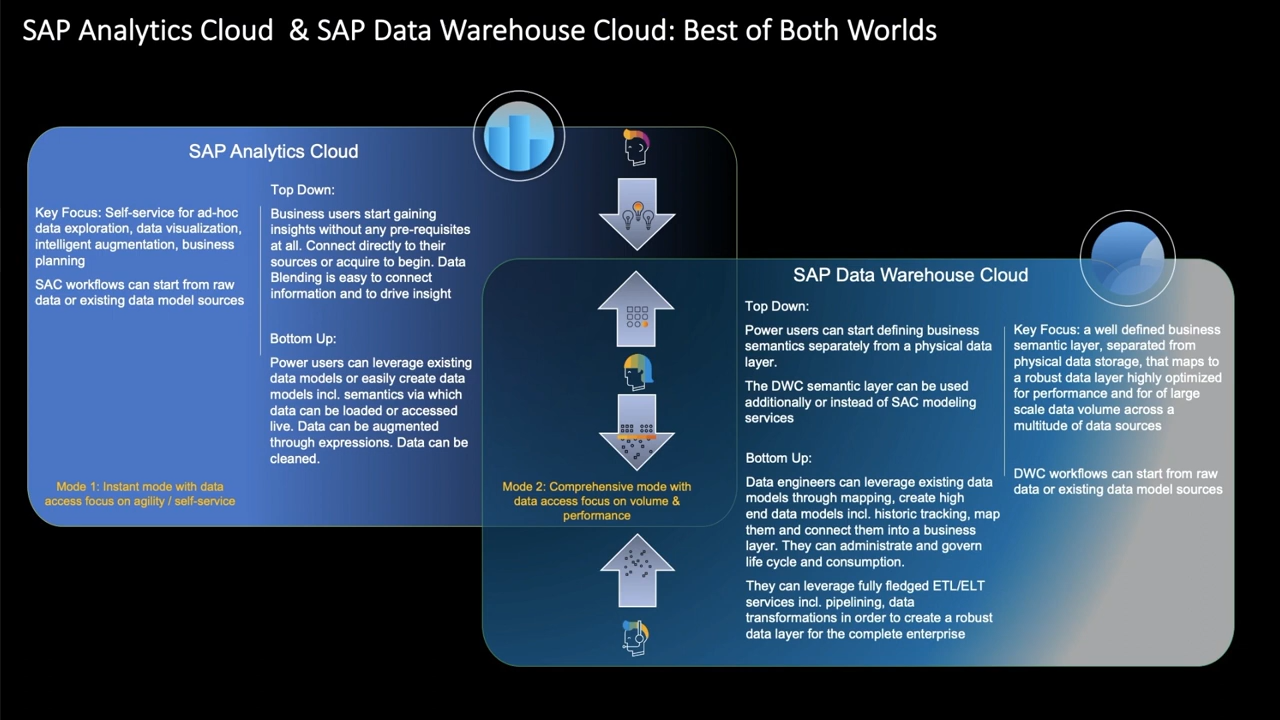 SAP Analytics Cloud & SAP Data Warehouse Cloud: Best of Both Worlds
SAP Analytics Cloud
Key Focus: Self-service for ad-hoc
data exploration, data visualization,
intelligent augmentation, business
planning
SAC workflows can start from raw
data or existing data model sources
Top Down:
Business users start gaining
insights without any pre-requisites
at all. Connect directly to their
sources or acquire to begin. Data
Blending is easy to connect
information and to drive insight
Bottom Up:
Power users can leverage existing
data models or easily create data
models incl. semantics via which
data can be loaded or accessed
live. Data can be augmented
through expressions. Data can be
cleaned.
Mode 1: Instant mode with data
access focus on agility / self-service
Mode 2: Comprehensive mode with
data access focus on volume &
performance
SAP Data Warehouse Cloud
Top Down:
Power users can start defining business
semantics separately from a physical data
layer.
The DWC semantic layer can be used
additionally or instead of SAC modeling
services
Bottom Up:
Data engineers can leverage existing data
models through mapping, create high
end data models incl. historic tracking, map
them and connect them into a business
layer. They can administrate and govern
life cycle and consumption.
They can leverage fully fledged ETL/ELT
services incl. pipelining, data
transformations in order to create a robust
data layer for the complete enterprise
Key Focus: a well defined business
semantic layer, separated from
physical data storage, that maps to
a robust data layer highly optimized
for performance and for of large
scale data volume across a
multitude of data sources
DWC workflows can start from raw
data or existing data model sources